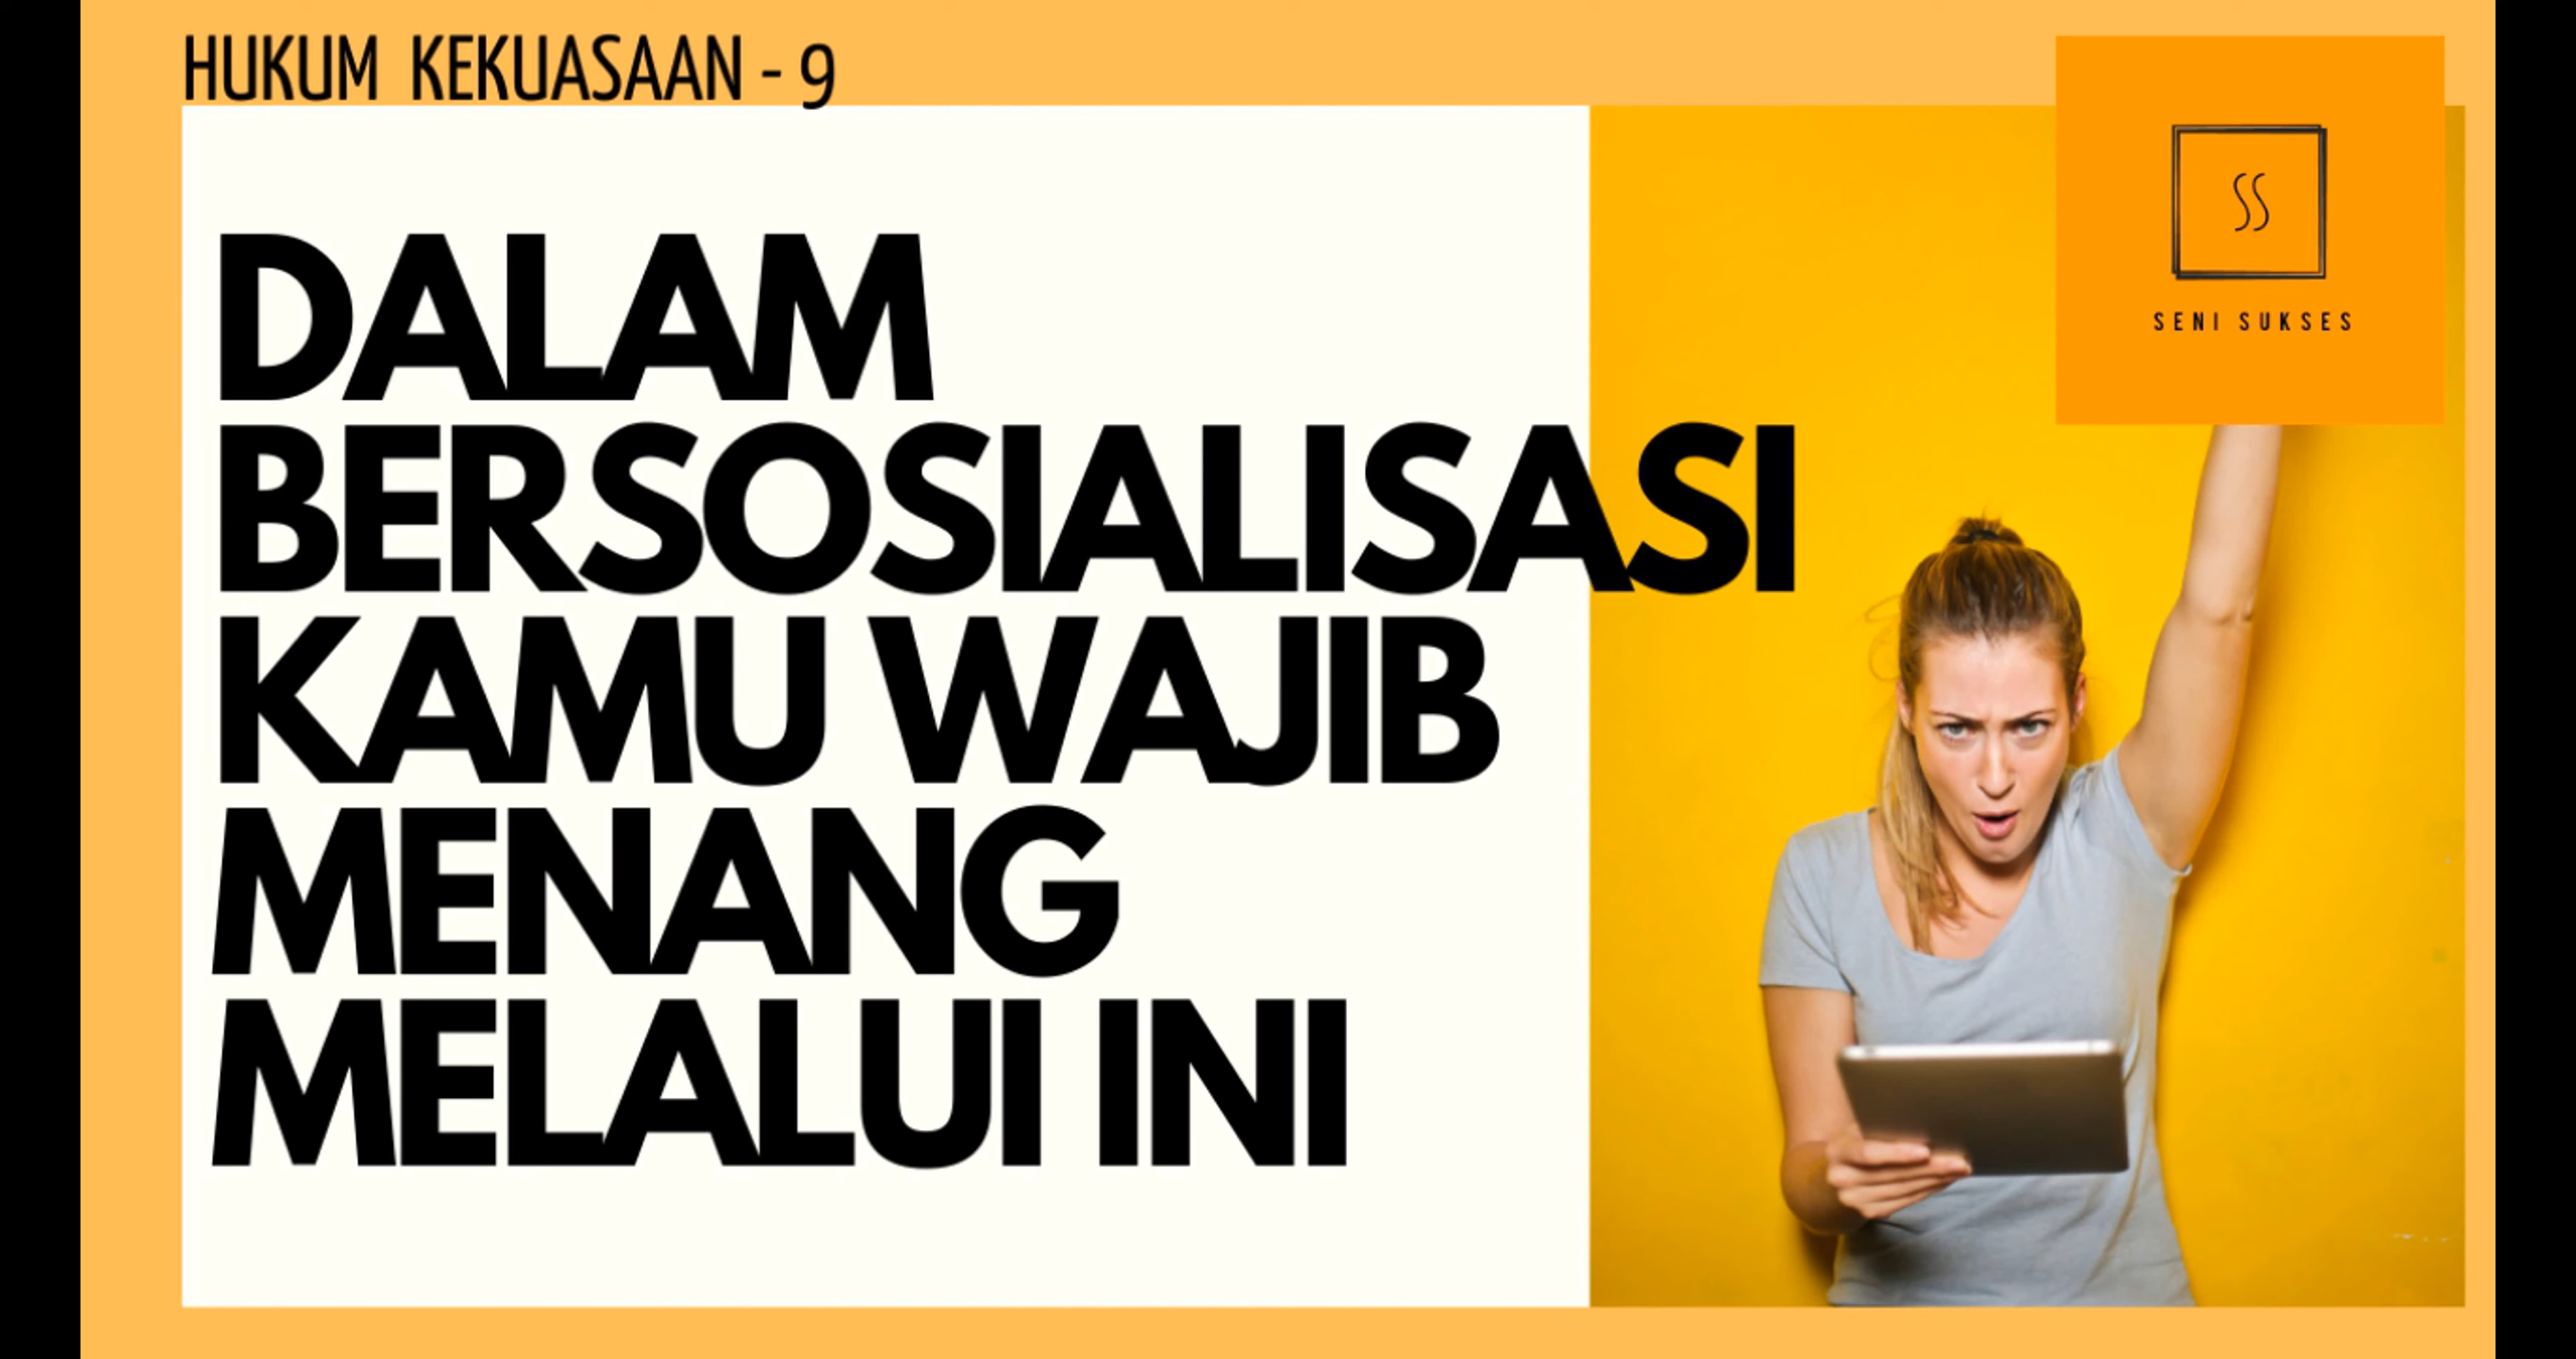 HUKUM KEKUASAAN - 9
SS
SENI SUKSES
DALAM
BERSOSIALISASI
KAMU WAJIB
MENANG
MELALUI INI